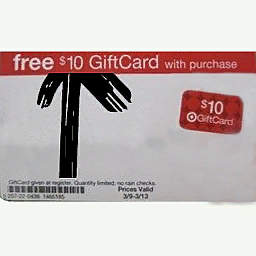 free $10 GiftCard with purchase
$10
GiftCard
GiftCard given at register. Quantity limited; no rain checks.
Prices Valid
3/9-3/13